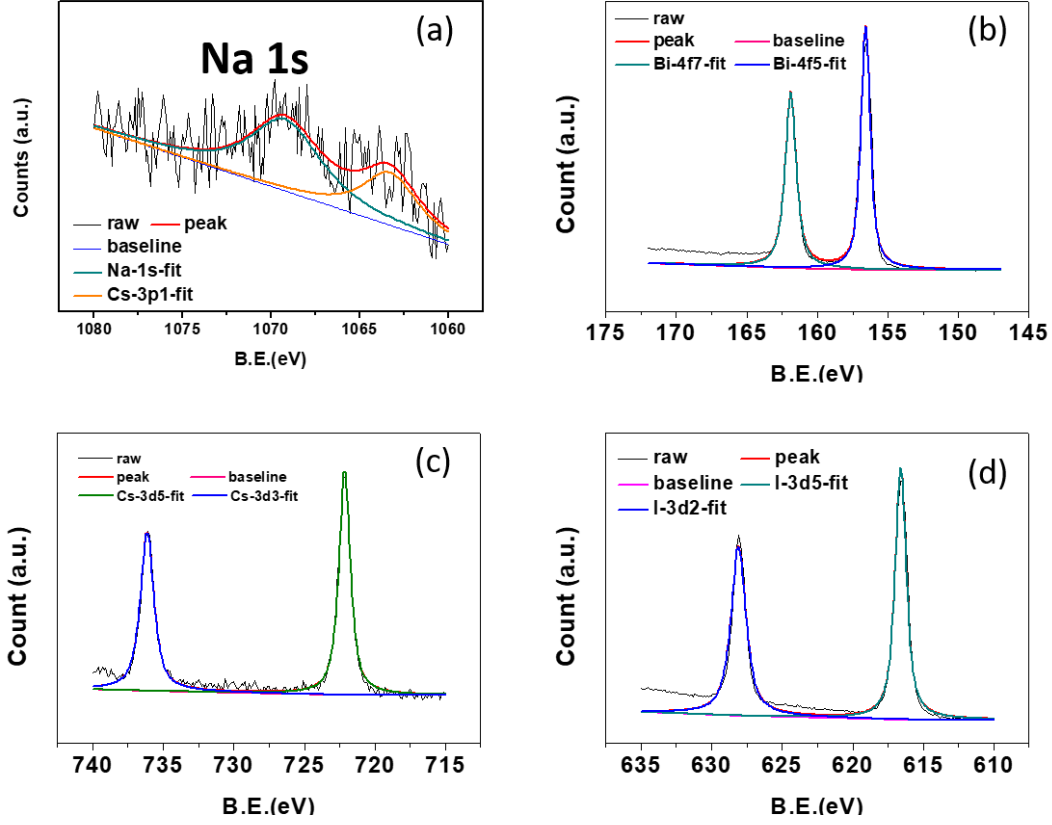 (a)
Na 1s
Counts (a.u.)
raw peak
baseline
Na-1s-fit
Cs-3p1-fit
1080 1075 1070 1065 1060
B.E.(eV)
(b)
raw
peak baseline
Bi-4f7-fit Bi-4f5-fit
Count (a.u.)
175 170 165 160 155 150 145
B.E.(eV)
(c)
raw
peak baseline
Cs-3d5-fit Cs-3d3-fit
Count (a.u.)
740 735 730 725 720 715
B.E.(eV)
(d)
raw peak
baseline I-3d5-fit
I-3d2-fit
Count (a.u.)
635 630 625 620 615 610
B.E.(eV)